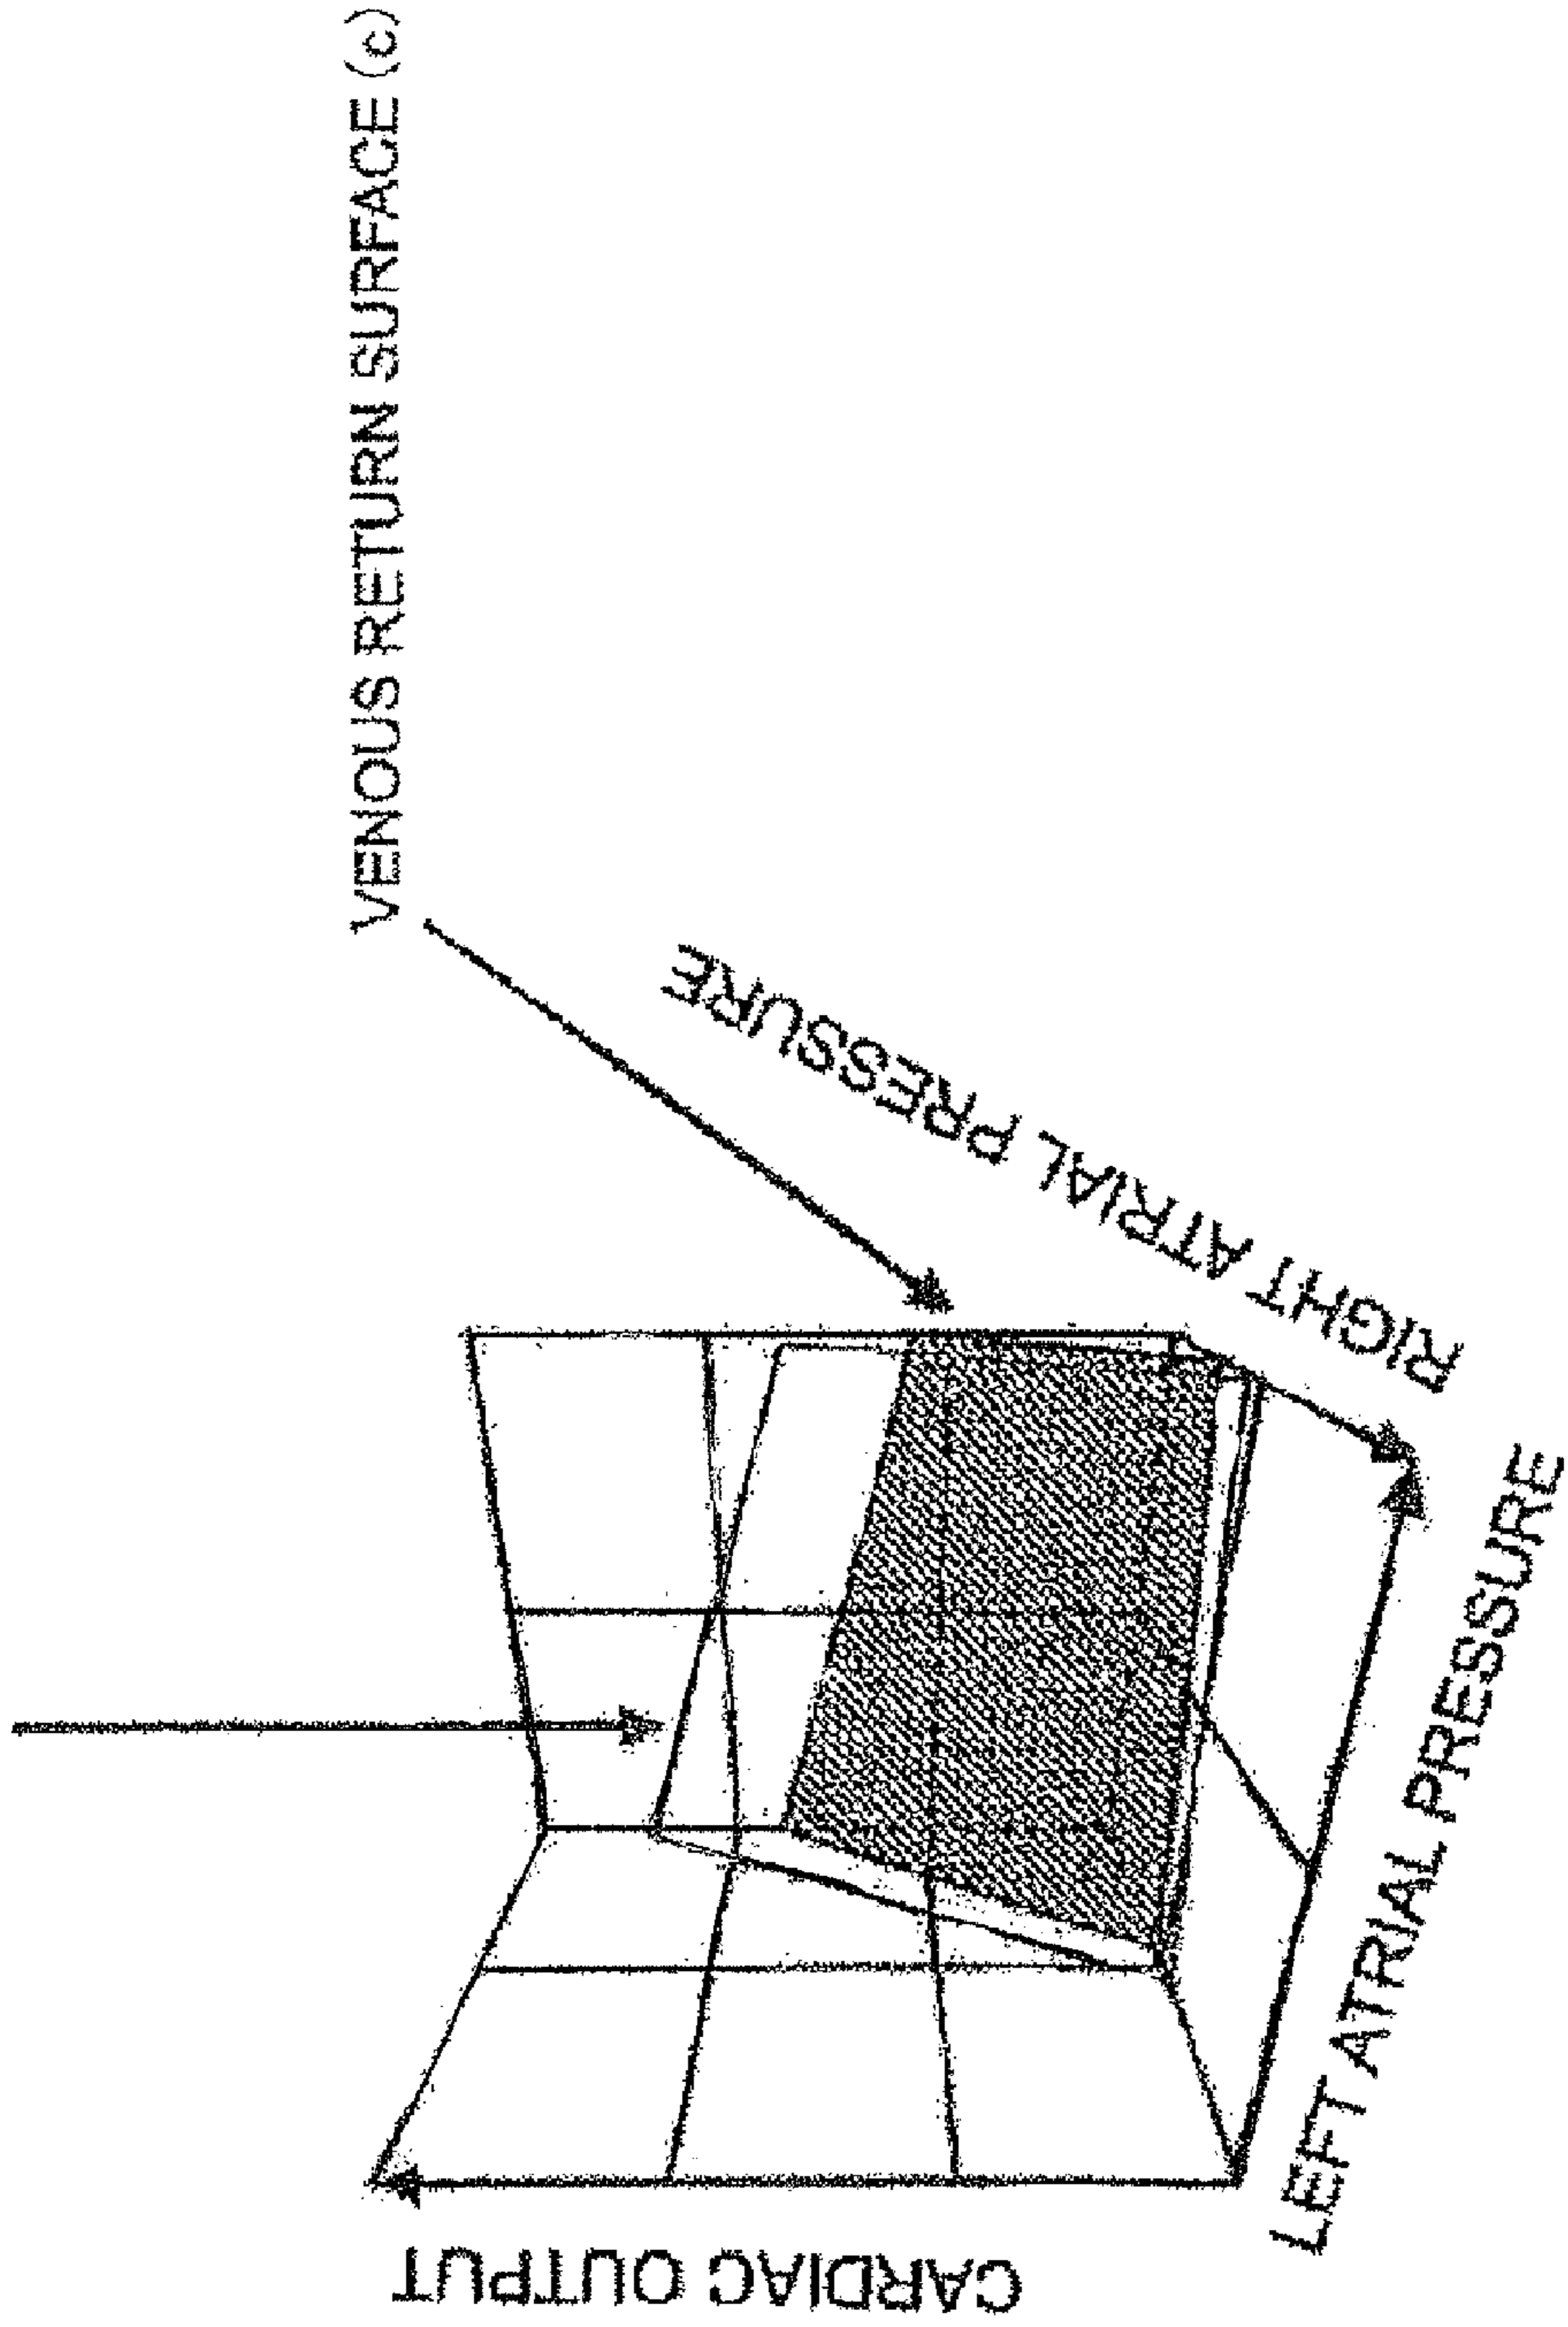 VENOUS RETURN SURFACE (c)
CARDIAC OUTPUT
RIGHT ATRIAL PRESSURE
LEFT ATRIAL PRESSURE